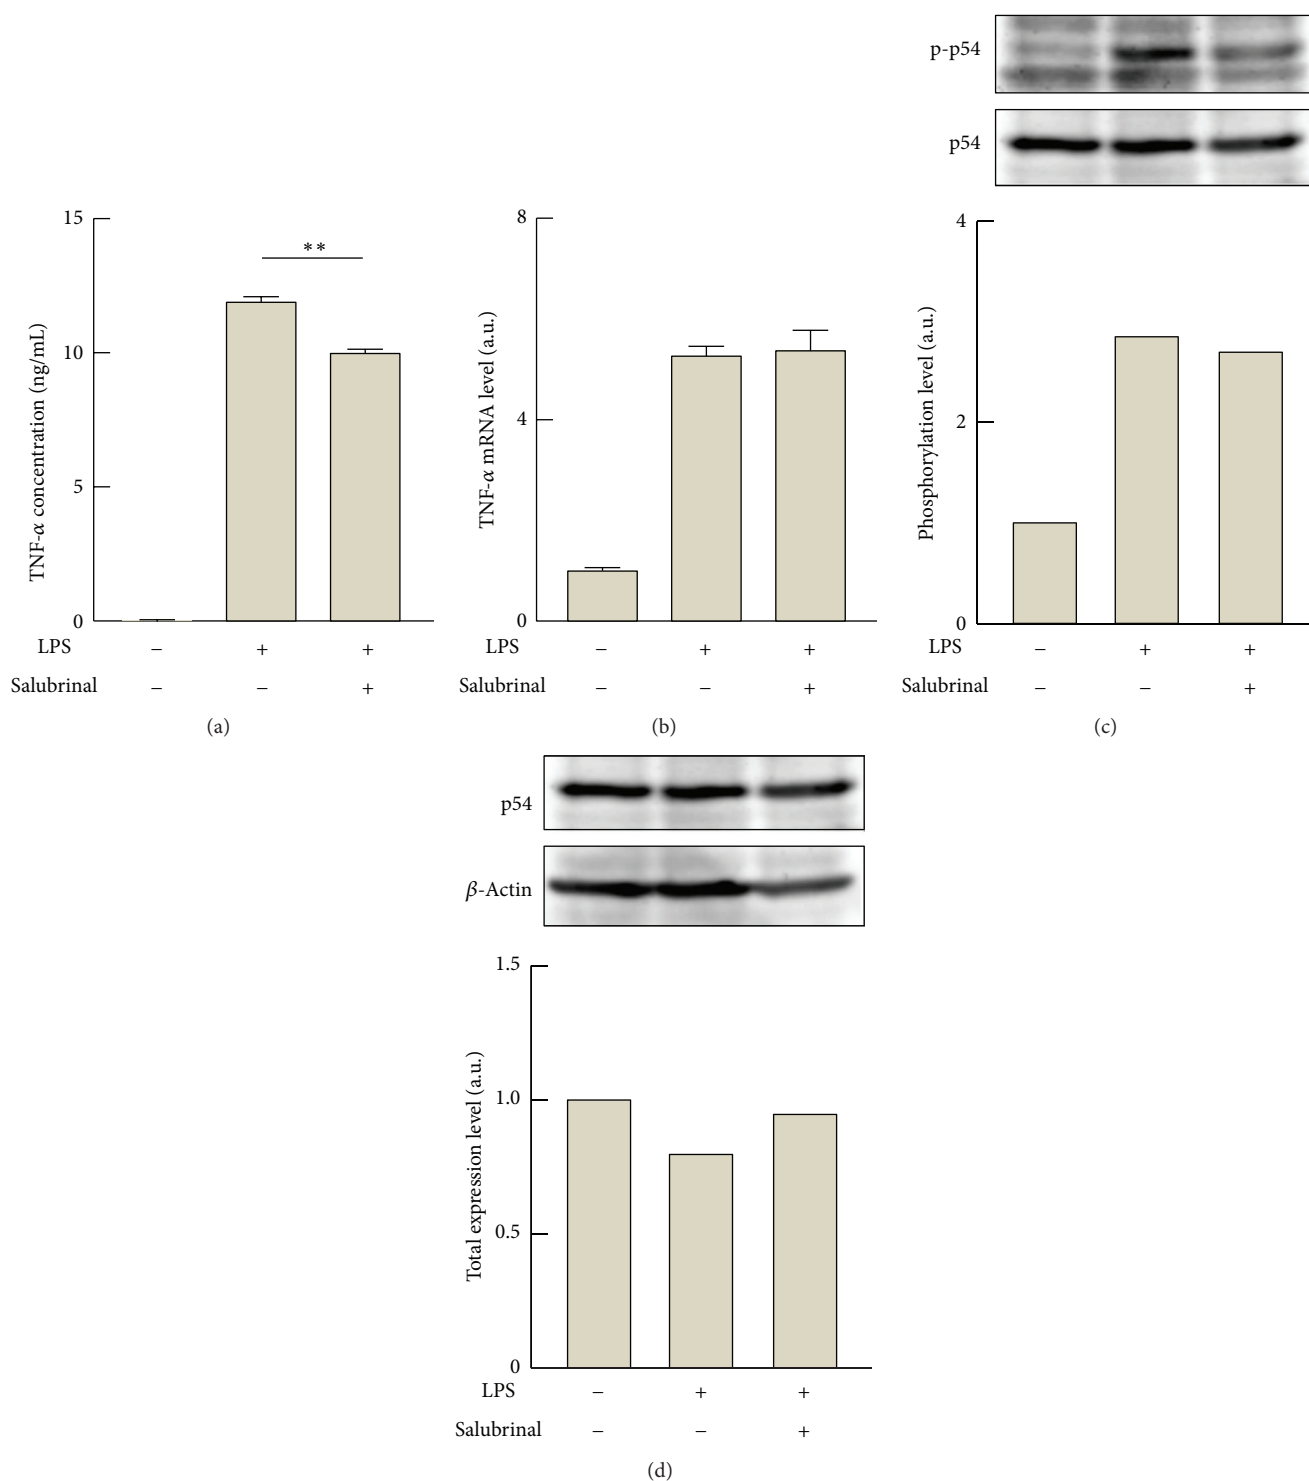 p-p54
p54
TNF-α concentration (ng/mL)
15
10
5
0
**
LPS − + +
Salubrinal − − +
(a)
TNF-α mRNA level (a.u.)
8
4
0
LPS − + +
Salubrinal − − +
(b)
Phosphorylation level (a.u.)
4
2
0
LPS − + +
Salubrinal − − +
(c)
p54
β-Actin
Total expression level (a.u.)
1.5
1.0
0.5
0
LPS − + +
Salubrinal − − +
(d)